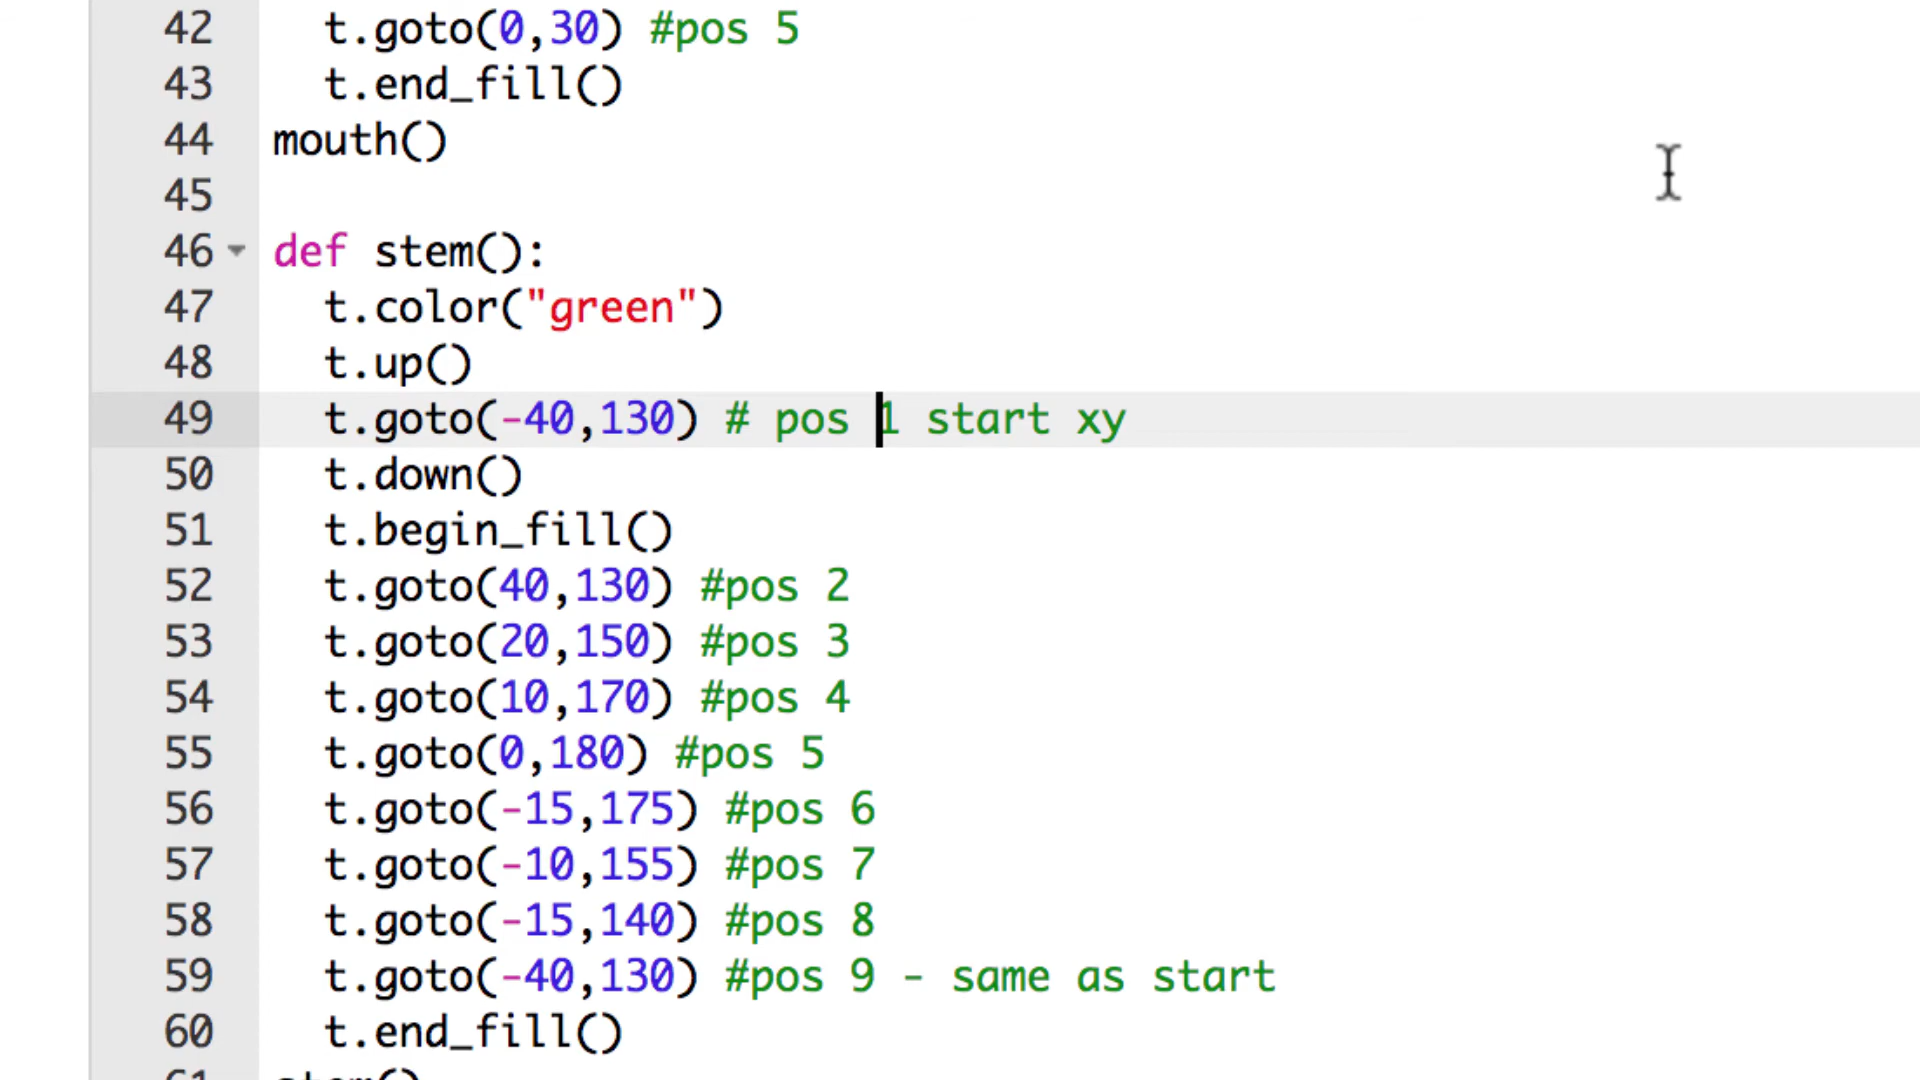 42 t.goto(0,30) #pos 5
43 t.end_fill()
44 mouth()
45
46 def stem():
47 t.color("green")
48 t.up()
49 t.goto(-40,130) # pos 1 start xy
50 t.down()
51 t.begin_fill()
52 t.goto(40,130) #pos 2
53 t.goto(20,150) #pos 3
54 t.goto(10,170) #pos 4
55 t.goto(0,180) #pos 5
56 t.goto(-15,175) #pos 6
57 t.goto(-10,155) #pos 7
58 t.goto(-15,140) #pos 8
59 t.goto(-40,130) #pos 9 - same as start
60 t.end_fill()
61 stem()